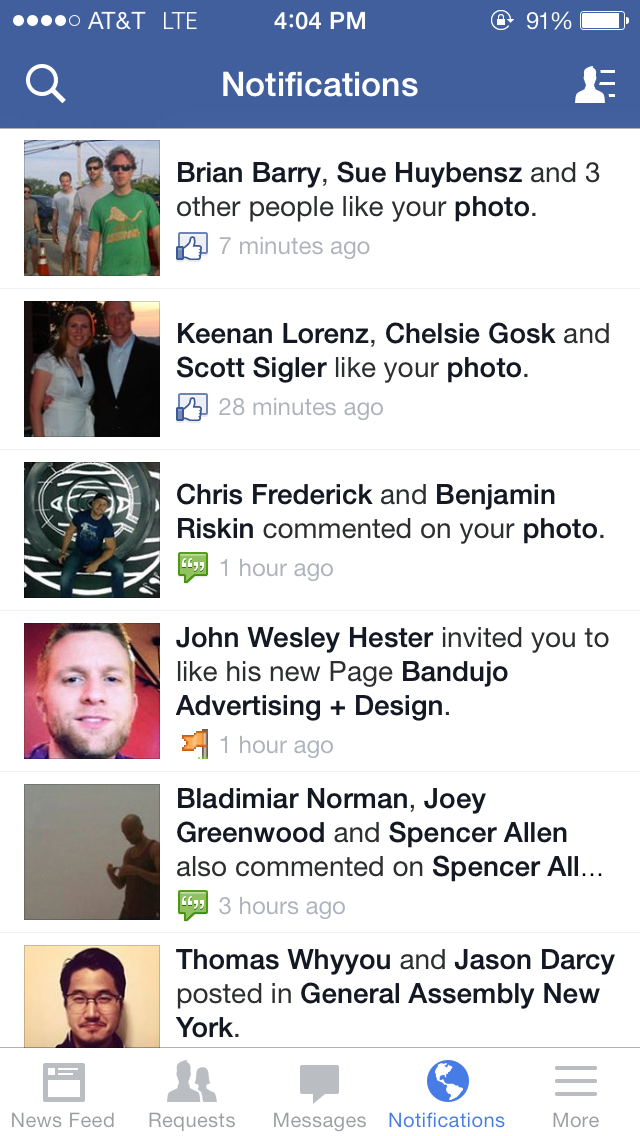 AT&T LTE 4:04 PM 91%
Notifications
Brian Barry, Sue Huybensz and 3
other people like your photo.
7 minutes ago
Keenan Lorenz, Chelsie Gosk and
Scott Sigler like your photo.
28 minutes ago
Chris Frederick and Benjamin
Riskin commented on your photo.
1 hour ago
John Wesley Hester invited you to
like his new Page Bandujo
Advertising + Design.
1 hour ago
Bladimiar Norman, Joey
Greenwood and Spencer Allen
also commented on Spencer All...
3 hours ago
Thomas Whyyou and Jason Darcy
posted in General Assembly New
York.
News Feed Requests Messages Notifications More